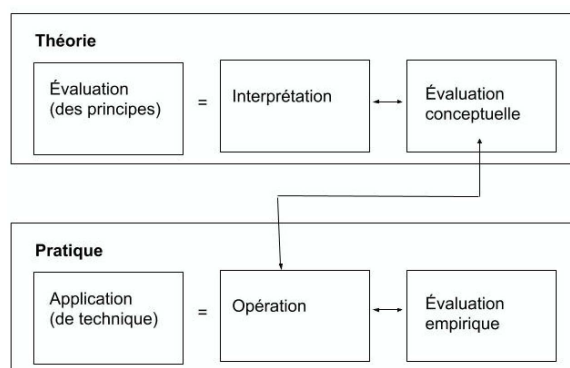 Théorie
Évaluation
(des principes)
=
Interprétation
Évaluation
conceptuelle
Pratique
Application
(de technique)
=
Opération
Évaluation
empirique